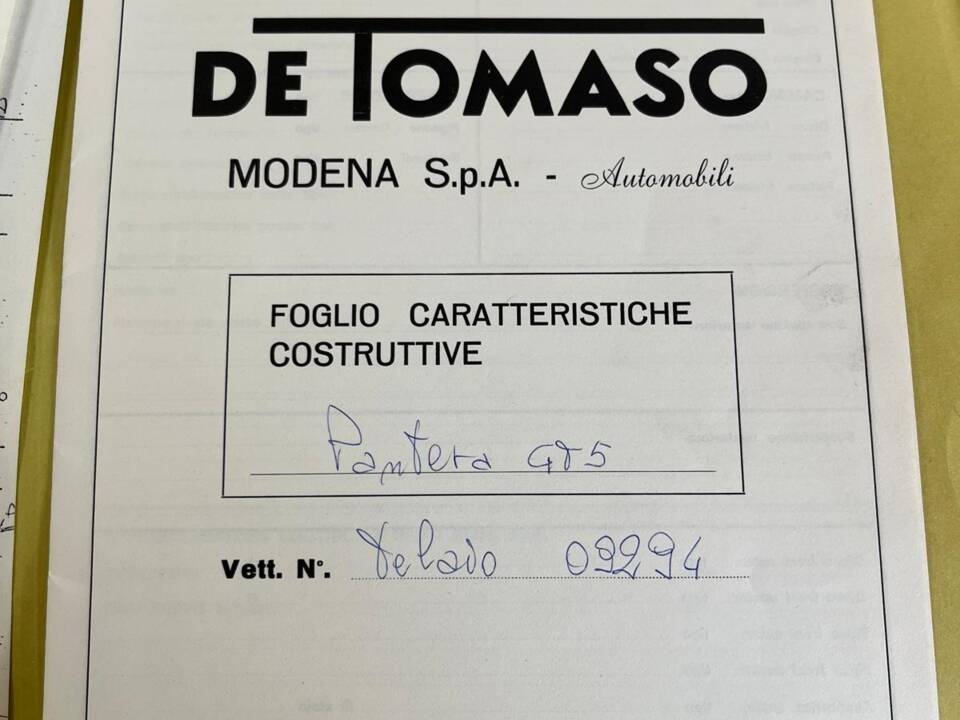 DE TOMASO
MODENA S.p.A. - Automobili
FOGLIO CARATTERISTICHE
COSTRUTTIVE
Pantera GT5
Vett. N°. Telaio 09294